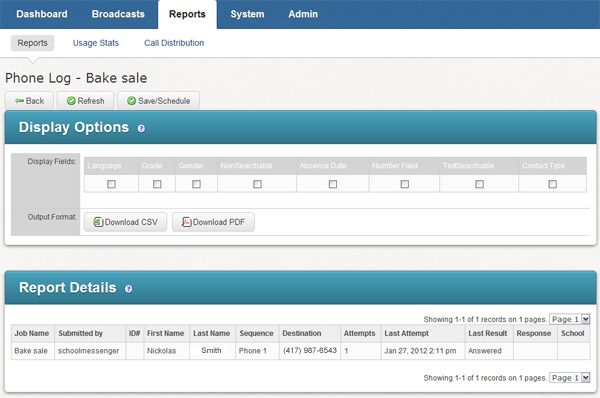 Dashboard Broadcasts Reports System Admin
Reports Usage Stats Call Distribution
Phone Log - Bake sale
Back Refresh Save/Schedule
Display Options ?
Display Fields: Language Grade Gender NonSearchable Absence Date Number Field TextSearchable Contact Type
Output Format: Download CSV Download PDF
Report Details ?
Showing 1-1 of 1 records on 1 pages. Page 1
Job Name Submitted by ID# First Name Last Name Sequence Destination Attempts Last Attempt Last Result Response School
Bake sale schoolmessenger Nickolas Smith Phone 1 (417) 987-6543 1 Jan 27, 2012 2:11 pm Answered
Showing 1-1 of 1 records on 1 pages. Page 1